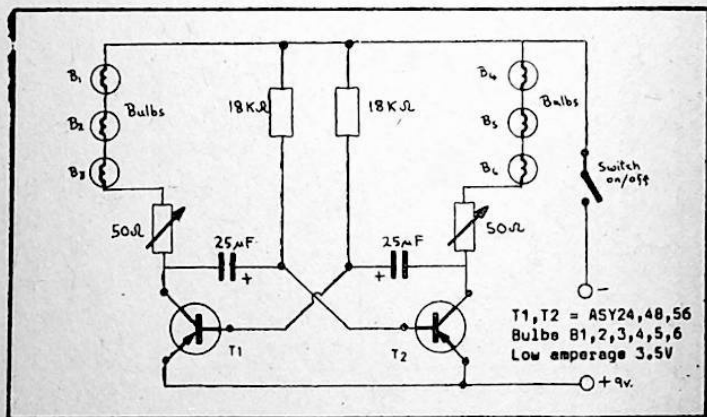 B1
B2
Bulbs
B3
18KΩ
18KΩ
B4
B5
Bulbs
B6
Switch
on/off
50Ω
25µF
+
25µF
+
50Ω
T1
T2
−
T1,T2 = ASY24,48,56
Bulbs B1,2,3,4,5,6
Low amperage 3.5V
+ 9v.